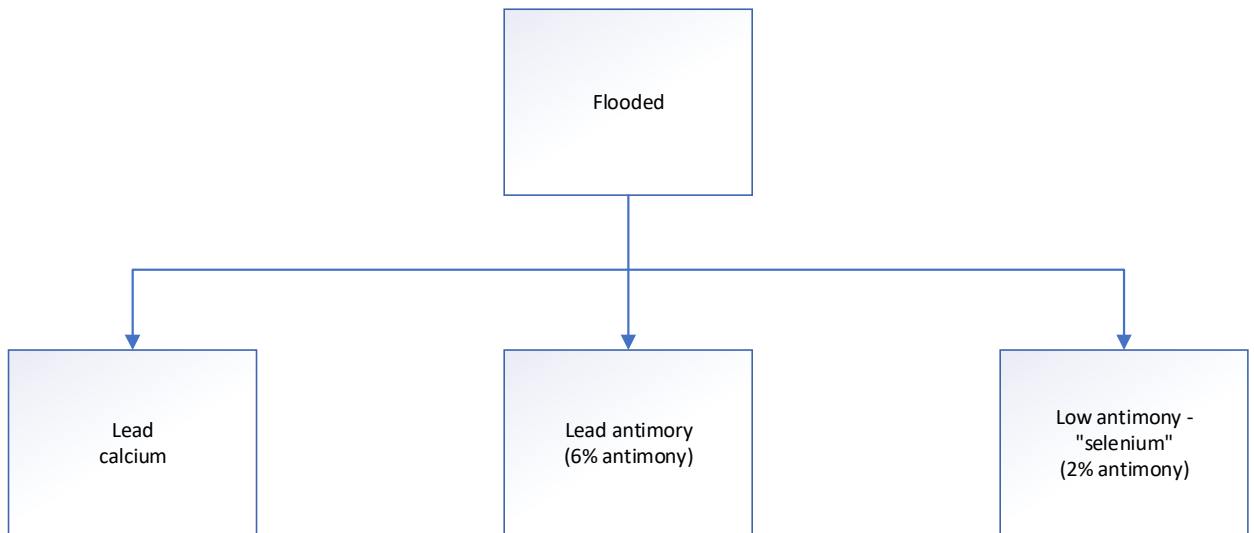 Flooded
Lead
calcium
Lead antimory
(6% antimony)
Low antimony -
"selenium"
(2% antimony)